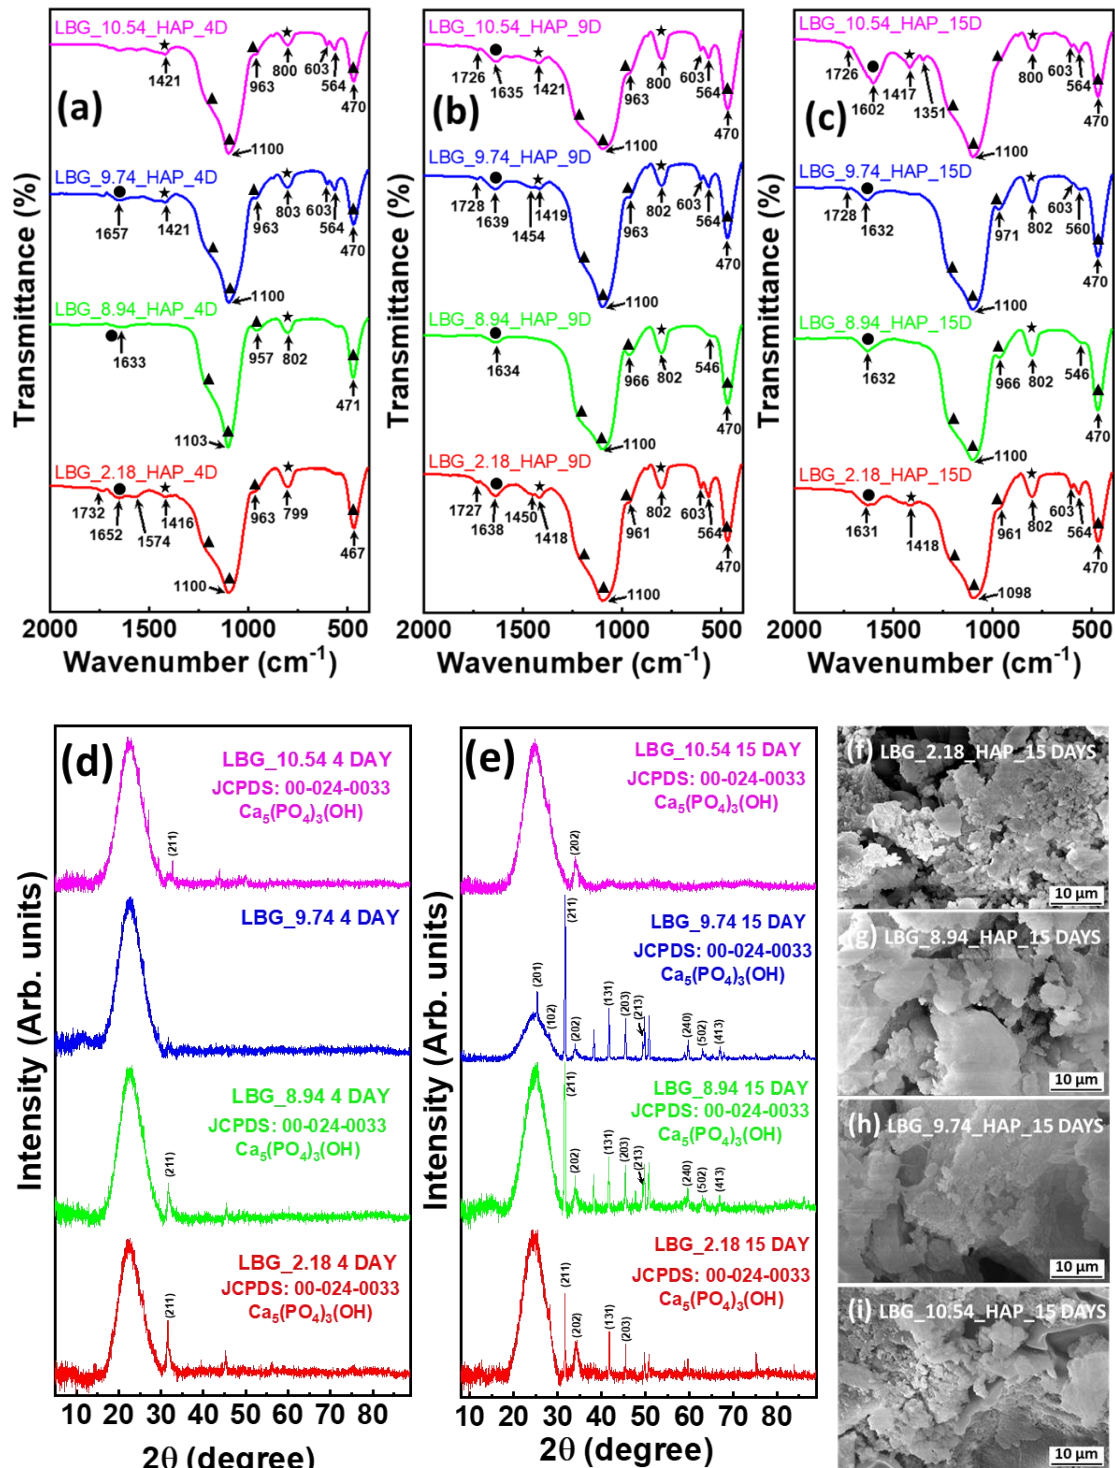 LBG_10.54_HAP_4D
1421
963
800
603
564
470
(a)
1100
LBG_9.74_HAP_4D
1657
1421
963
803
603
564
470
1100
LBG_8.94_HAP_4D
1633
957
802
471
1103
LBG_2.18_HAP_4D
1732
1652
1574
1416
963
799
467
1100
2000
1500
1000
500
Wavenumber (cm-1)
Transmittance (%)
LBG_10.54_HAP_9D
1726
1635
1421
963
800
603
564
470
(b)
1100
LBG_9.74_HAP_9D
1728
1639
1454
1419
963
802
603
564
470
1100
LBG_8.94_HAP_9D
1634
966
802
546
470
1100
LBG_2.18_HAP_9D
1727
1638
1450
1418
961
802
603
564
470
1100
2000
1500
1000
500
Wavenumber (cm-1)
Transmittance (%)
LBG_10.54_HAP_15D
1726
1602
1417
1351
800
603
564
470
(c)
1100
LBG_9.74_HAP_15D
1728
1632
971
802
603
560
470
1100
LBG_8.94_HAP_15D
1632
966
802
546
470
1100
LBG_2.18_HAP_15D
1631
1418
961
802
603
564
470
1098
2000
1500
1000
500
Wavenumber (cm-1)
Transmittance (%)
(d)
LBG_10.54 4 DAY
JCPDS: 00-024-0033
Ca5(PO4)3(OH)
(211)
LBG_9.74 4 DAY
LBG_8.94 4 DAY
JCPDS: 00-024-0033
Ca5(PO4)3(OH)
(211)
LBG_2.18 4 DAY
JCPDS: 00-024-0033
Ca5(PO4)3(OH)
(211)
10 20 30 40 50 60 70 80
2θ (degree)
Intensity (Arb. units)
(e)
LBG_10.54 15 DAY
JCPDS: 00-024-0033
Ca5(PO4)3(OH)
(202)
LBG_9.74 15 DAY
JCPDS: 00-024-0033
Ca5(PO4)3(OH)
(201)
(102)
(211)
(202)
(131)
(203)
(213)
(240)
(502)
(413)
LBG_8.94 15 DAY
JCPDS: 00-024-0033
Ca5(PO4)3(OH)
(211)
(202)
(131)
(203)
(213)
(240)
(502)
(413)
LBG_2.18 15 DAY
JCPDS: 00-024-0033
Ca5(PO4)3(OH)
(211)
(202)
(131)
(203)
10 20 30 40 50 60 70 80
2θ (degree)
Intensity (Arb. units)
(f) LBG_2.18_HAP_15 DAYS
10 μm
(g) LBG_8.94_HAP_15 DAYS
10 μm
(h) LBG_9.74_HAP_15 DAYS
10 μm
(i) LBG_10.54_HAP_15 DAYS
10 μm